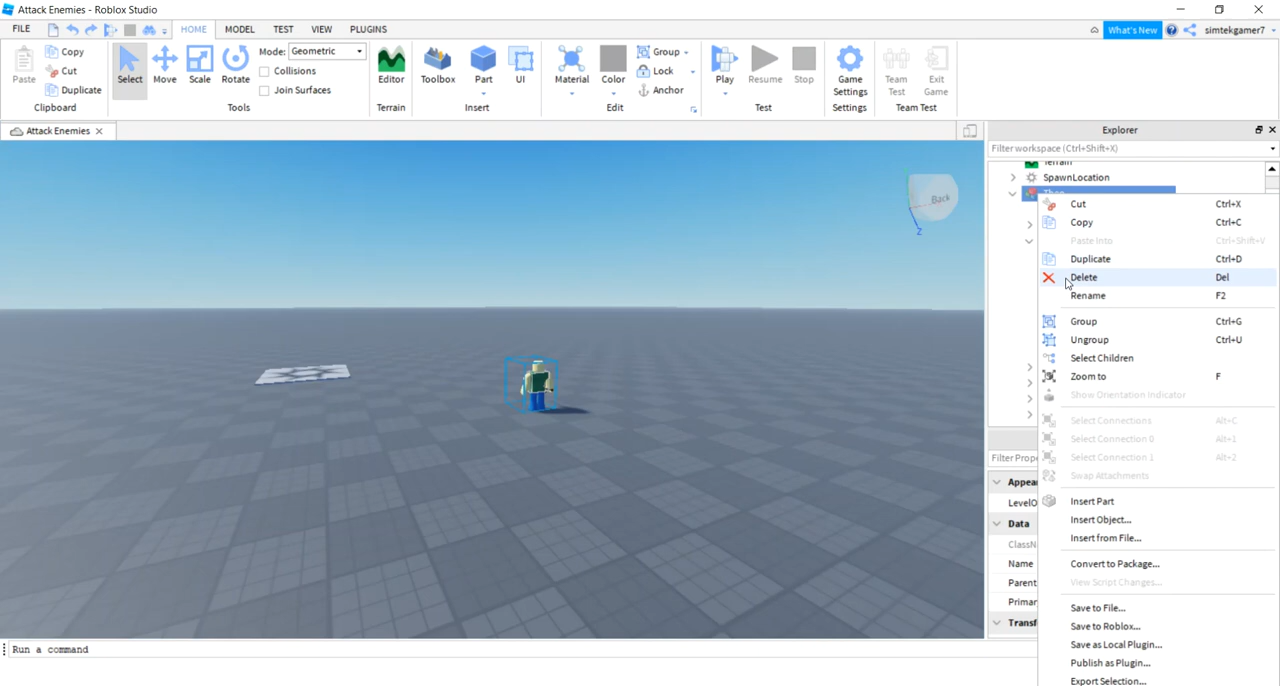 Attack Enemies - Roblox Studio
FILE HOME MODEL TEST VIEW PLUGINS What's New simtekgamer7
Paste Copy Cut Duplicate Clipboard
Select Move Scale Rotate Mode: Geometric Collisions Join Surfaces Tools
Editor Terrain
Toolbox Part UI Insert
Material Color Group Lock Anchor Edit
Play Resume Stop Test
Game Settings Settings
Team Test Exit Game Team Test
Attack Enemies
Explorer
Filter workspace (Ctrl+Shift+X)
Terrain
SpawnLocation
Back
Z
Cut Ctrl+X
Copy Ctrl+C
Paste Into Ctrl+Shift+V
Duplicate Ctrl+D
Delete Del
Rename F2
Group Ctrl+G
Ungroup Ctrl+U
Select Children
Zoom to F
Show Orientation Indicator
Select Connections Alt+C
Select Connection 0 Alt+1
Select Connection 1 Alt+2
Swap Attachments
Insert Part
Insert Object...
Insert from File...
Convert to Package...
View Script Changes...
Save to File...
Save to Roblox...
Save as Local Plugin...
Publish as Plugin...
Export Selection...
Filter Prope
Appea
LevelO
Data
ClassN
Name
Parent
Primar
Transf
Run a command